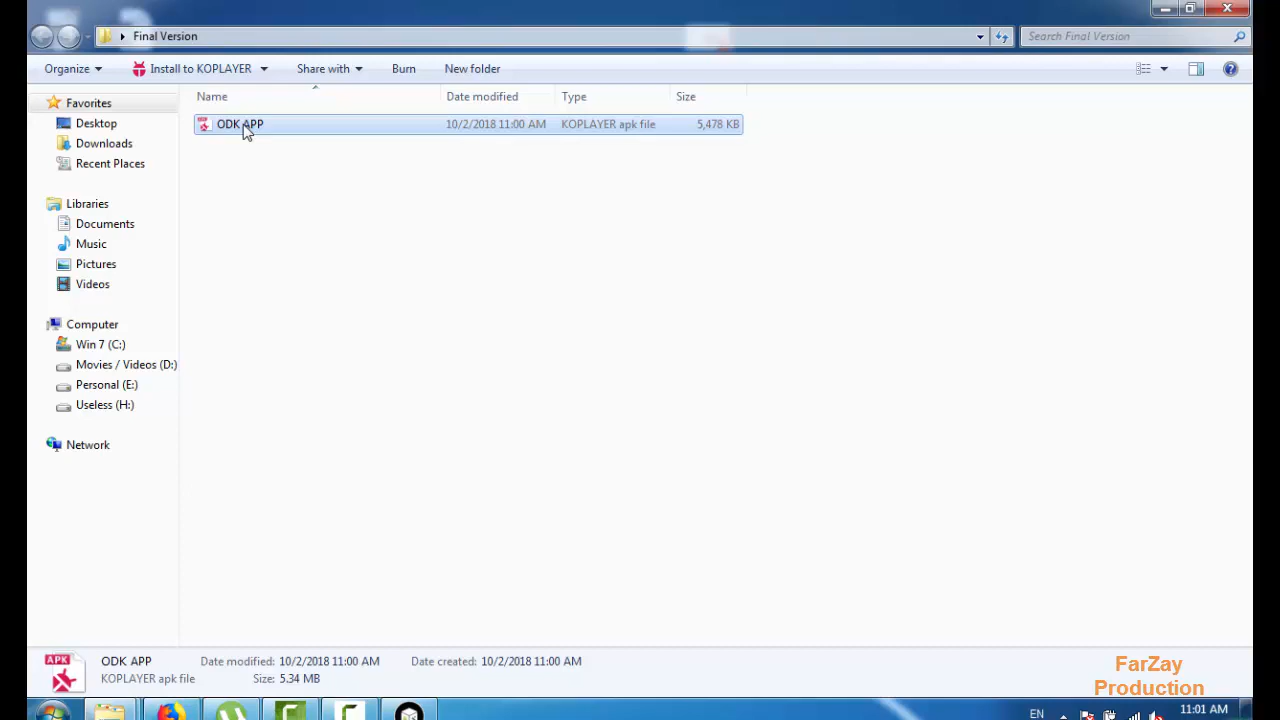 Final Version
Search Final Version
Organize
Install to KOPLAYER
Share with
Burn
New folder
Name
Date modified
Type
Size
Favorites
Desktop
Downloads
Recent Places
Libraries
Documents
Music
Pictures
Videos
Computer
Win 7 (C:)
Movies / Videos (D:)
Personal (E:)
Useless (H:)
Network
ODK APP
10/2/2018 11:00 AM
KOPLAYER apk file
5,478 KB
APK
ODK APP
Date modified: 10/2/2018 11:00 AM
Date created: 10/2/2018 11:00 AM
KOPLAYER apk file
Size: 5.34 MB
FarZay
Production
EN
11:01 AM